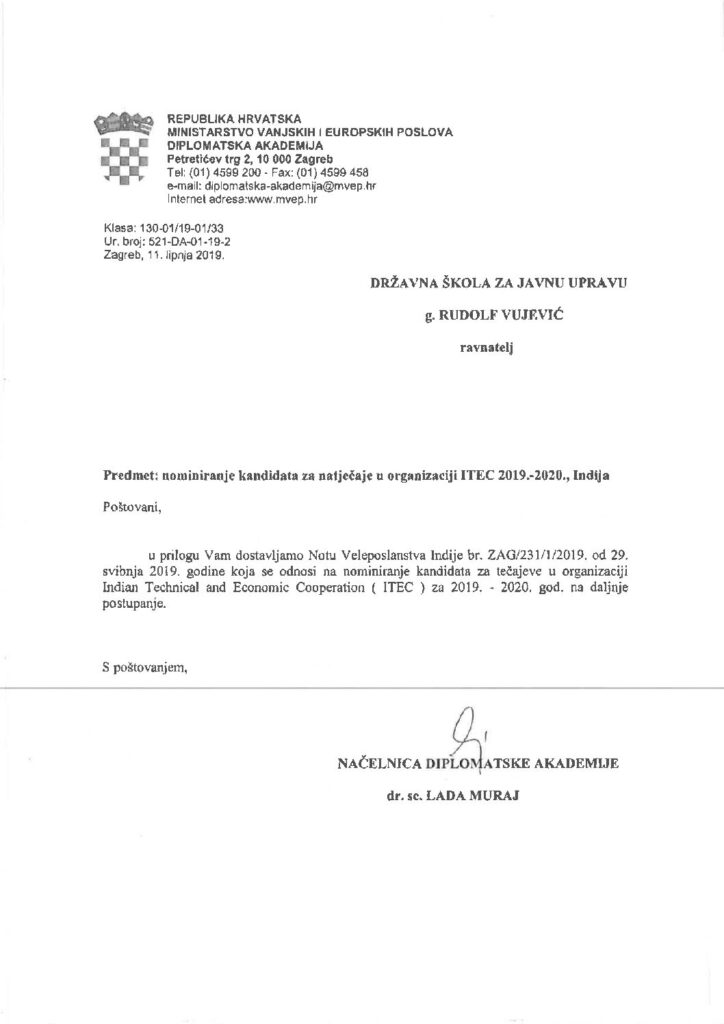 REPUBLIKA HRVATSKA
MINISTARSTVO VANJSKIH I EUROPSKIH POSLOVA
DIPLOMATSKA AKADEMIJA
Petretićev trg 2, 10 000 Zagreb
Tel: (01) 4599 200 - Fax: (01) 4599 458
e-mail: diplomatska-akademija@mvep.hr
Internet adresa:www.mvep.hr
Klasa: 130-01/19-01/33
Ur. broj: 521-DA-01-19-2
Zagreb, 11. lipnja 2019.
DRŽAVNA ŠKOLA ZA JAVNU UPRAVU
g. RUDOLF VUJEVIĆ
ravnatelj
Predmet: nominiranje kandidata za natječaje u organizaciji ITEC 2019.-2020., Indija
Poštovani,
u prilogu Vam dostavljamo Notu Veleposlanstva Indije br. ZAG/231/1/2019. od 29.
svibnja 2019. godine koja se odnosi na nominiranje kandidata za tečajeve u organizaciji
Indian Technical and Economic Cooperation ( ITEC ) za 2019. - 2020. god. na daljnje
postupanje.
S poštovanjem,
NAČELNICA DIPLOMATSKE AKADEMIJE
dr. sc. LADA MURAJ